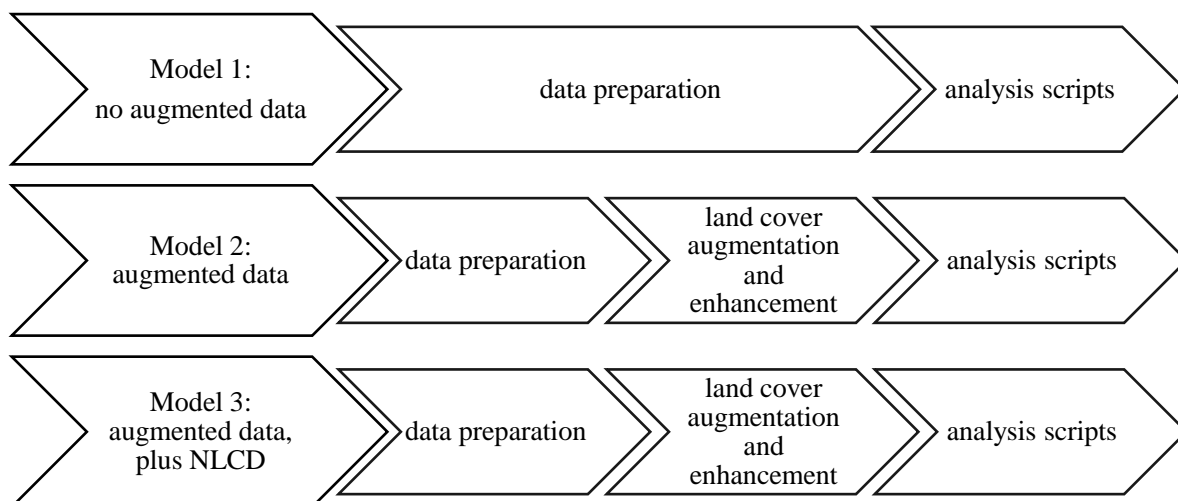 Model 1:
no augmented data
data preparation
analysis scripts
Model 2:
augmented data
data preparation
land cover
augmentation
and
enhancement
analysis scripts
Model 3:
augmented data,
plus NLCD
data preparation
land cover
augmentation
and
enhancement
analysis scripts